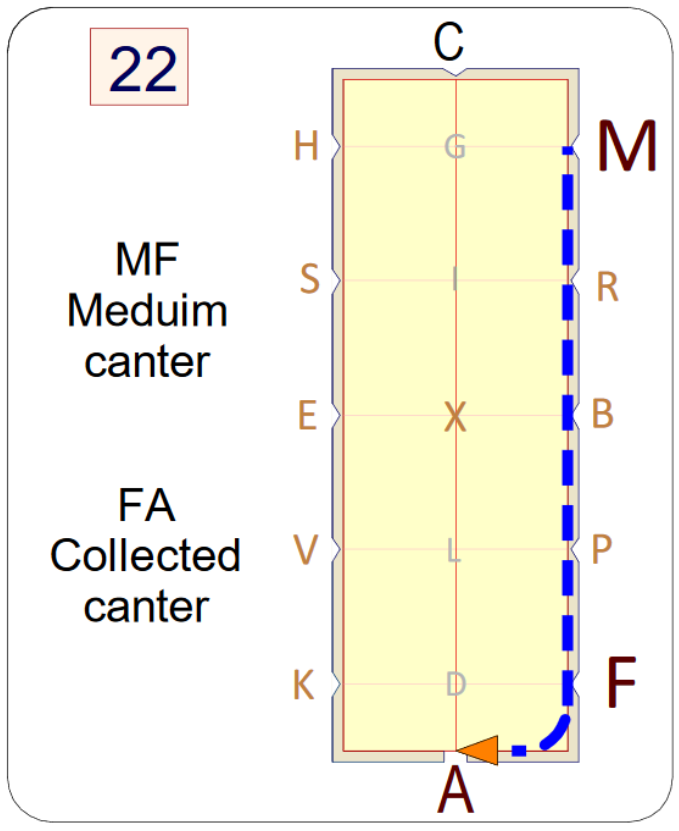 22
C
H G M
MF
Meduim
canter
S I R
E X B
FA
Collected
canter
V L P
K D F
A